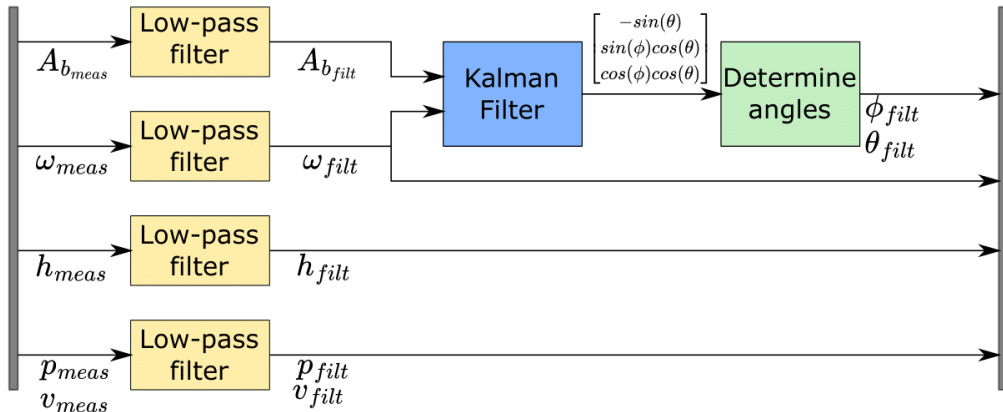 Low-pass
filter
A_{b_{meas}}
A_{b_{filt}}
Kalman
Filter
-sin(θ)
sin(ϕ)cos(θ)
cos(ϕ)cos(θ)
Determine
angles
ϕ_{filt}
θ_{filt}
Low-pass
filter
ω_{meas}
ω_{filt}
Low-pass
filter
h_{meas}
h_{filt}
Low-pass
filter
p_{meas}
v_{meas}
p_{filt}
v_{filt}